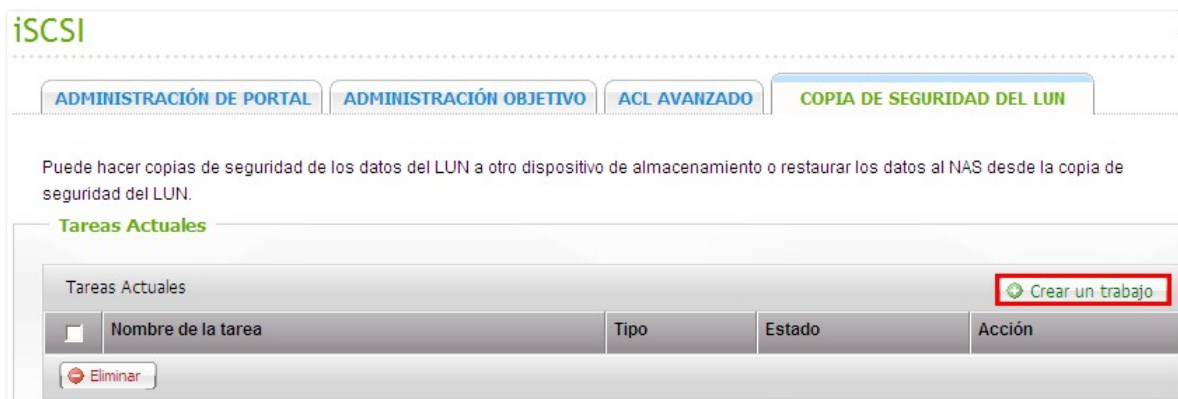 iSCSI
ADMINISTRACIÓN DE PORTAL ADMINISTRACIÓN OBJETIVO ACL AVANZADO COPIA DE SEGURIDAD DEL LUN
Puede hacer copias de seguridad de los datos del LUN a otro dispositivo de almacenamiento o restaurar los datos al NAS desde la copia de
seguridad del LUN.
Tareas Actuales
Tareas Actuales Crear un trabajo
Nombre de la tarea Tipo Estado Acción
Eliminar